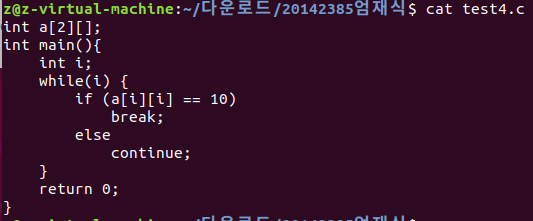 z@z-virtual-machine:~/다운로드/20142385엄재식$ cat test4.c
int a[2][];
int main(){
    int i;
    while(i) {
        if (a[i][i] == 10)
            break;
        else
            continue;
    }
    return 0;
}